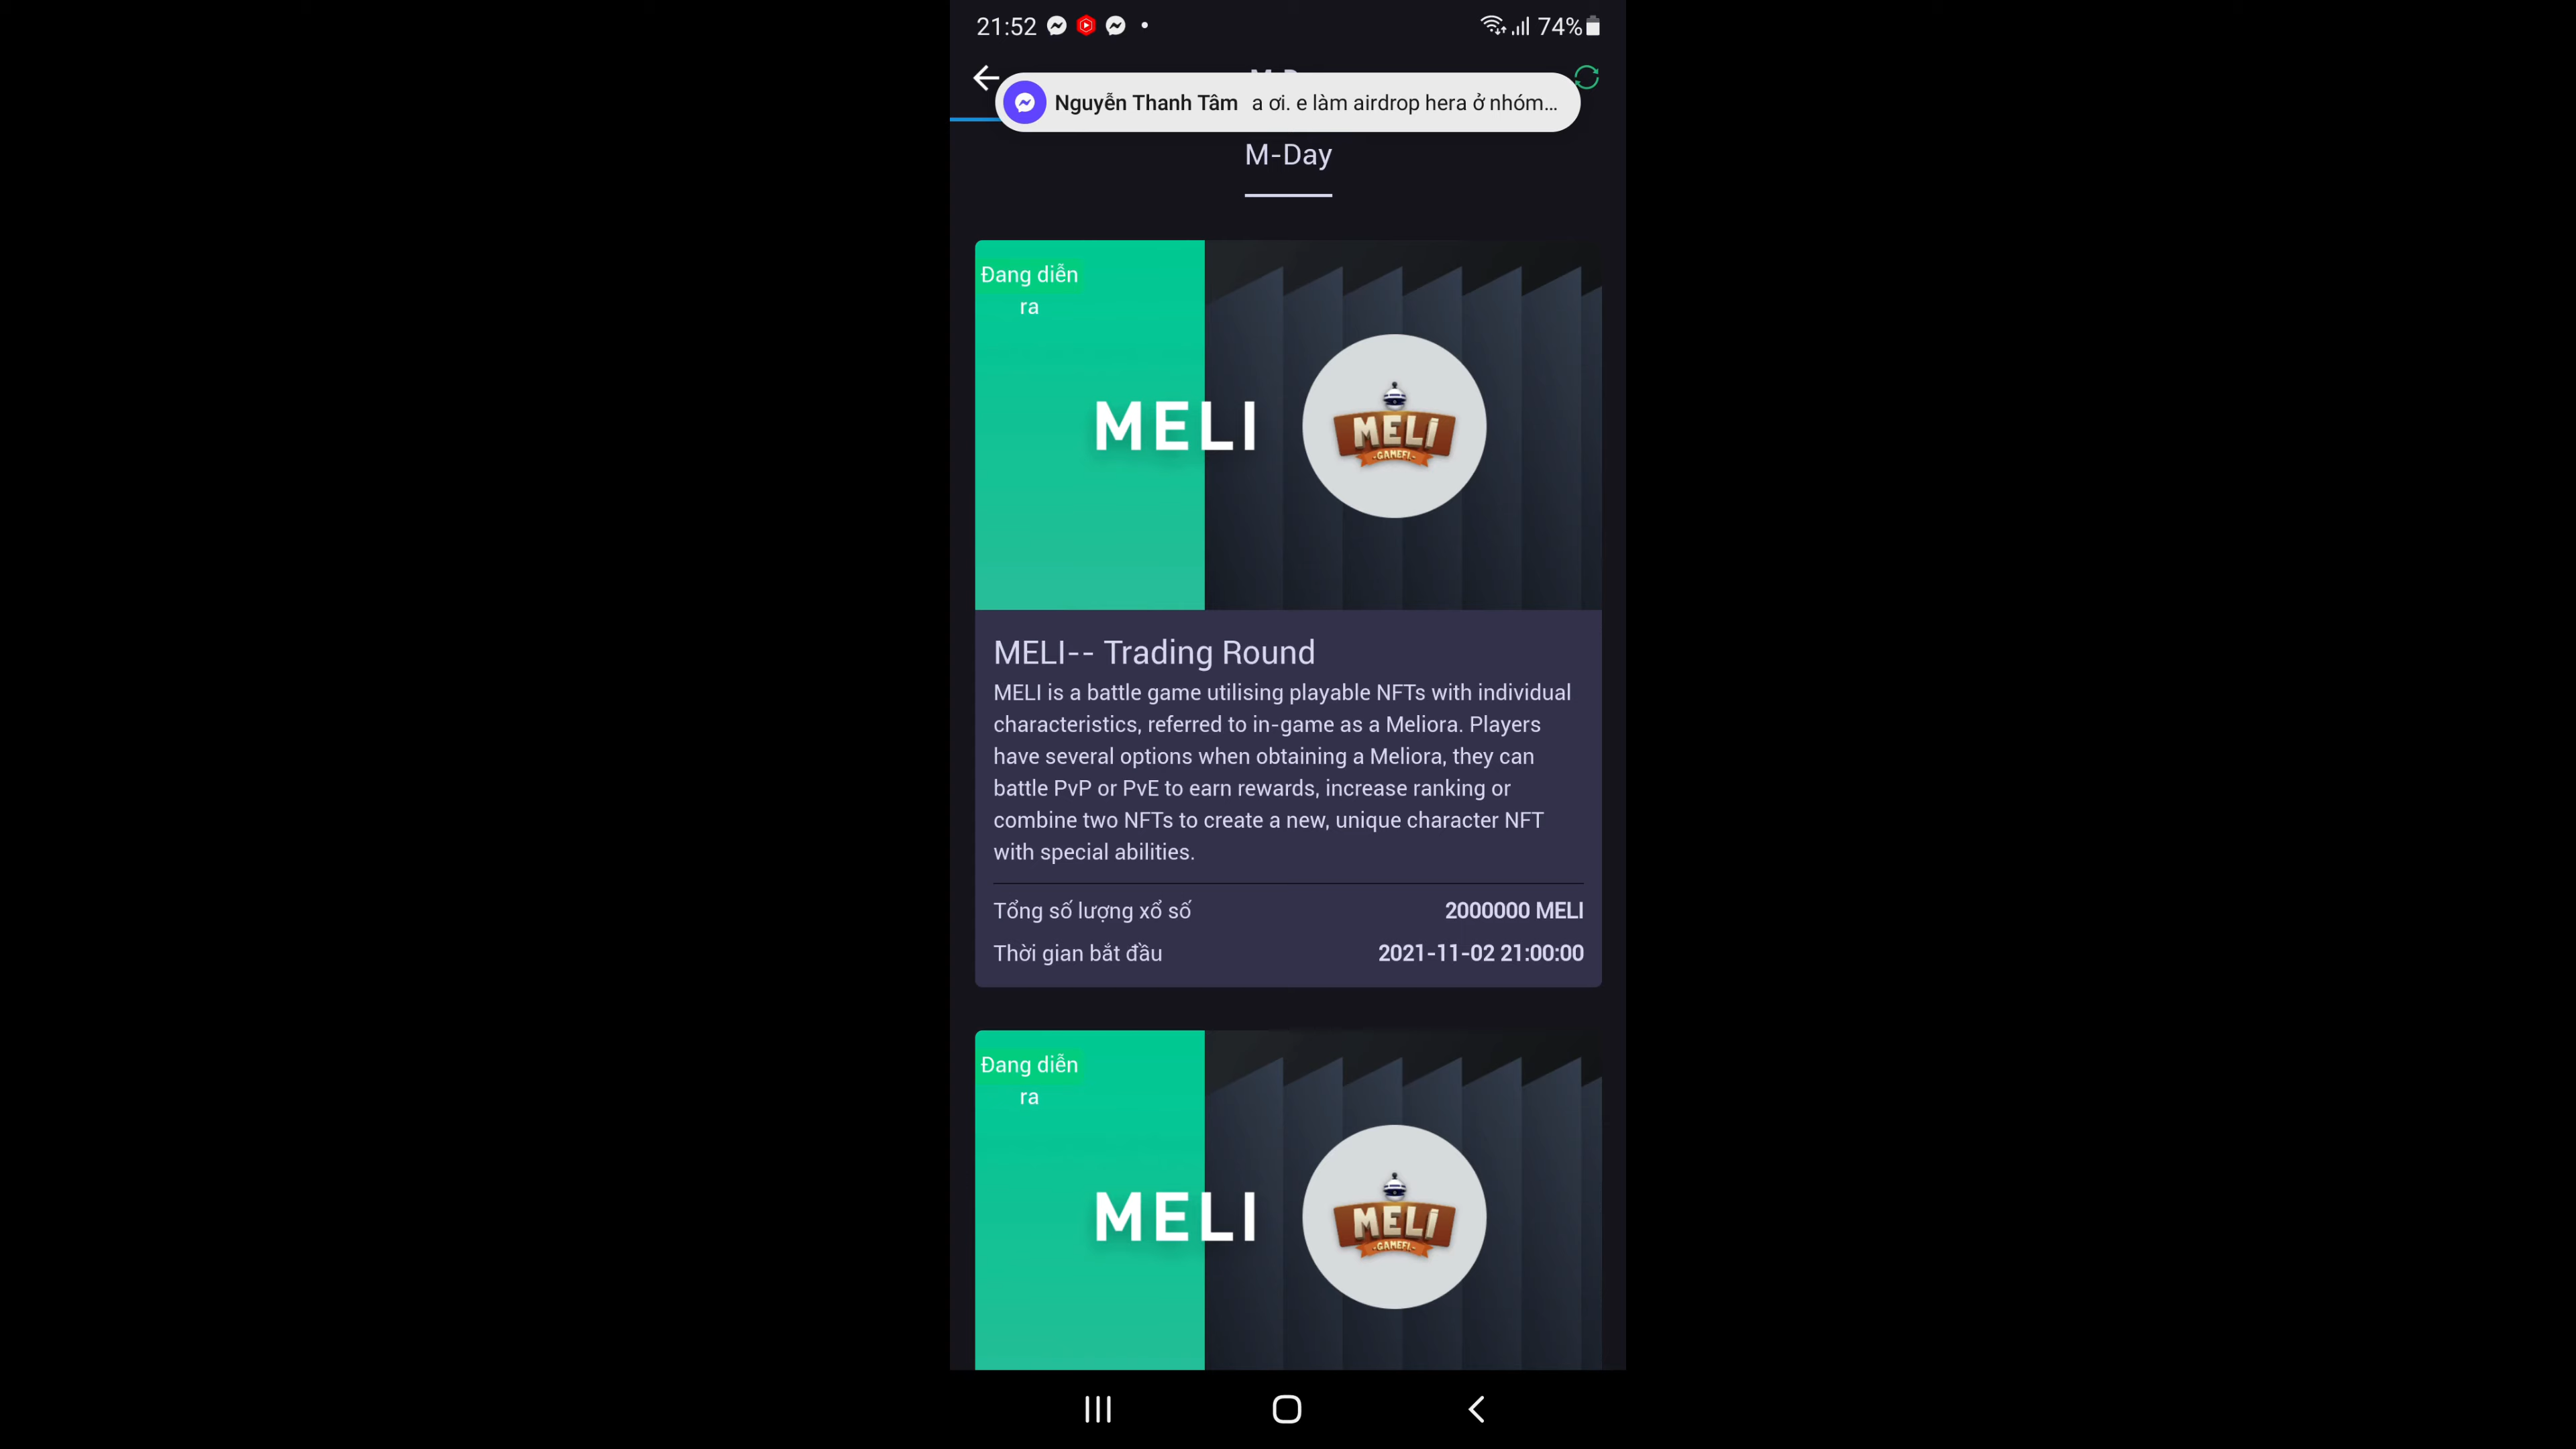 21:52
74%
Nguyễn Thanh Tâm a ơi. e làm airdrop hera ở nhóm...
M-Day
Đang diễn
ra
MELI
MELI
-GAMEFI-
MELI-- Trading Round
MELI is a battle game utilising playable NFTs with individual
characteristics, referred to in-game as a Meliora. Players
have several options when obtaining a Meliora, they can
battle PvP or PvE to earn rewards, increase ranking or
combine two NFTs to create a new, unique character NFT
with special abilities.
Tổng số lượng xổ số 2000000 MELI
Thời gian bắt đầu 2021-11-02 21:00:00
Đang diễn
ra
MELI
MELI
-GAMEFI-